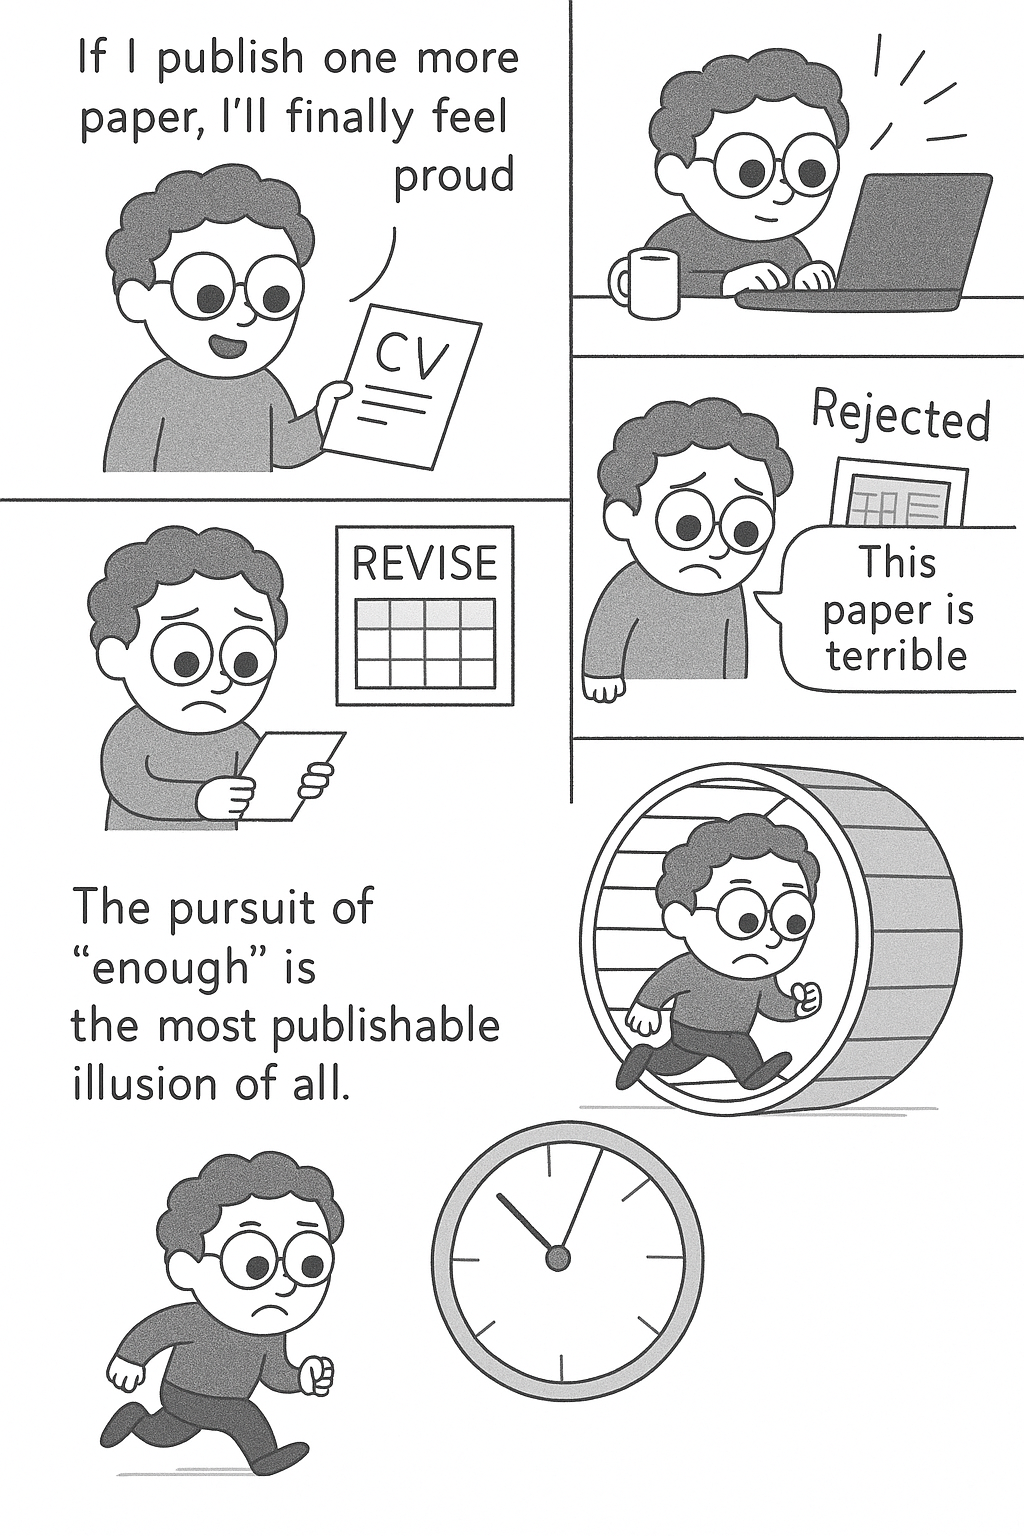 If I publish one more
paper, I'll finally feel
proud
CV
Rejected
This
paper is
terrible
REVISE
The pursuit of
“enough” is
the most publishable
illusion of all.